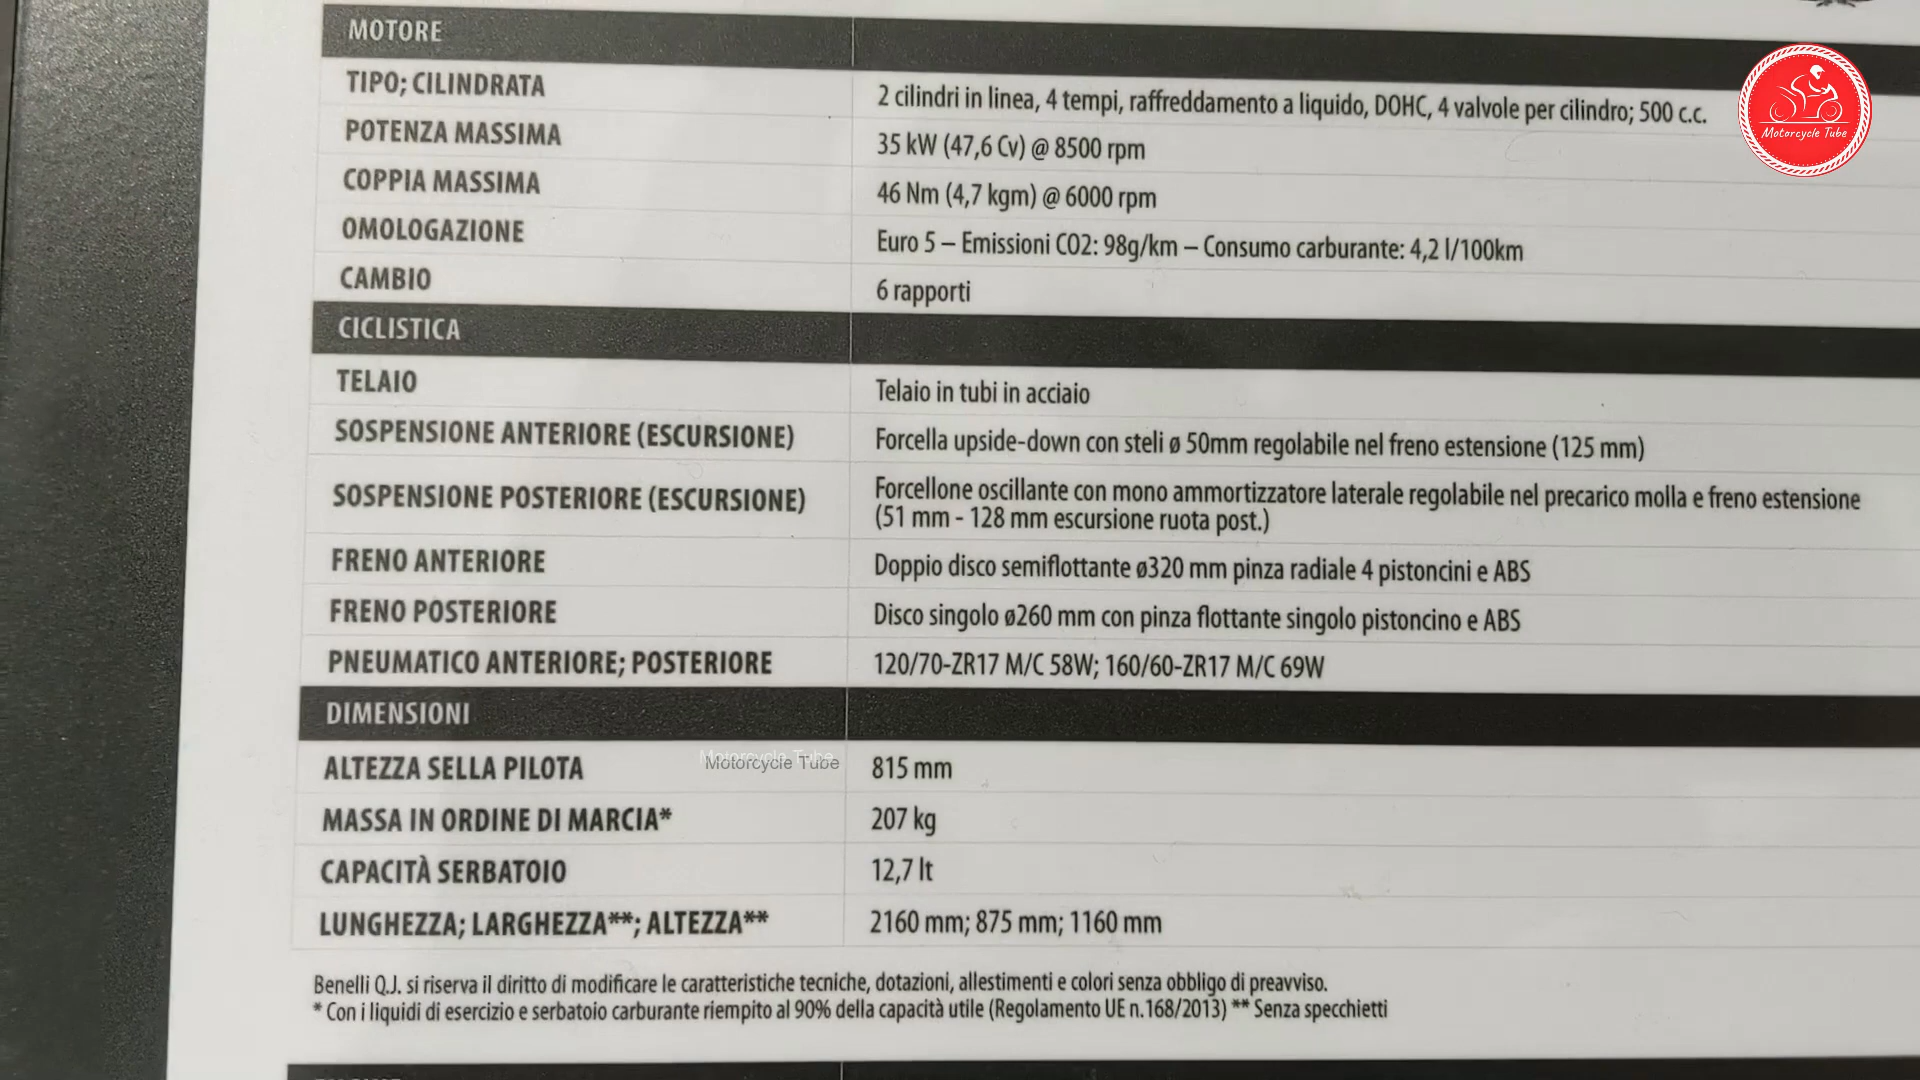 MOTORE
TIPO; CILINDRATA 2 cilindri in linea, 4 tempi, raffreddamento a liquido, DOHC, 4 valvole per cilindro; 500 c.c.
POTENZA MASSIMA 35 kW (47,6 Cv) @ 8500 rpm
COPPIA MASSIMA 46 Nm (4,7 kgm) @ 6000 rpm
OMOLOGAZIONE Euro 5 – Emissioni CO2: 98g/km – Consumo carburante: 4,2 l/100km
CAMBIO 6 rapporti
CICLISTICA
TELAIO Telaio in tubi in acciaio
SOSPENSIONE ANTERIORE (ESCURSIONE) Forcella upside-down con steli ø 50mm regolabile nel freno estensione (125 mm)
SOSPENSIONE POSTERIORE (ESCURSIONE) Forcellone oscillante con mono ammortizzatore laterale regolabile nel precarico molla e freno estensione
(51 mm - 128 mm escursione ruota post.)
FRENO ANTERIORE Doppio disco semiflottante ø320 mm pinza radiale 4 pistoncini e ABS
FRENO POSTERIORE Disco singolo ø260 mm con pinza flottante singolo pistoncino e ABS
PNEUMATICO ANTERIORE; POSTERIORE 120/70-ZR17 M/C 58W; 160/60-ZR17 M/C 69W
DIMENSIONI
ALTEZZA SELLA PILOTA 815 mm
MASSA IN ORDINE DI MARCIA* 207 kg
CAPACITÀ SERBATOIO 12,7 lt
LUNGHEZZA; LARGHEZZA**; ALTEZZA** 2160 mm; 875 mm; 1160 mm
Benelli Q.J. si riserva il diritto di modificare le caratteristiche tecniche, dotazioni, allestimenti e colori senza obbligo di preavviso.
* Con i liquidi di esercizio e serbatoio carburante riempito al 90% della capacità utile (Regolamento UE n.168/2013) ** Senza specchietti
Motorcycle Tube
Motorcycle Tube
Motorcycle Tube